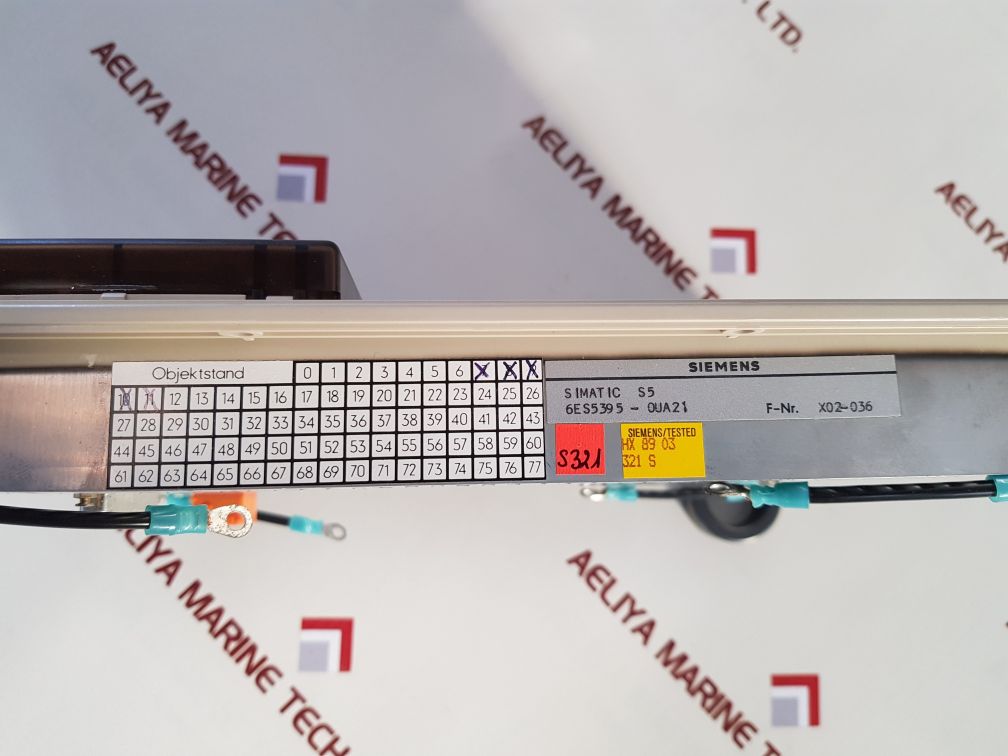 LTD.
AELIYA MARINE TECH
AELIYA MARINE TECH
AELIYA
Objektstand 0 1 2 3 4 5 6
10 11 12 13 14 15 16 17 18 19 20 21 22 23 24 25 26
27 28 29 30 31 32 33 34 35 36 37 38 39 40 41 42 43
44 45 46 47 48 49 50 51 52 53 54 55 56 57 58 59 60
61 62 63 64 65 66 67 68 69 70 71 72 73 74 75 76 77
SIEMENS
SIMATIC S5
6ES5395-0UA21 F-Nr. X02-036
S321
SIEMENS/TESTED
HX 89 03
321 S
AELIYA MARINE TECH
AELIYA MARINE T